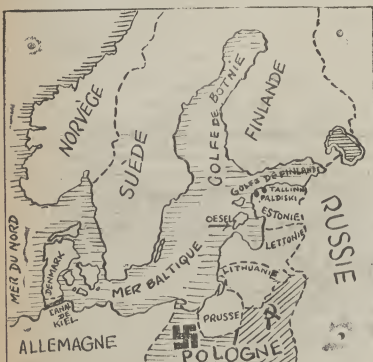 NORVÈGE
SUÈDE
GOLFE DE BOTNIE
FINLANDE
GOLFE DE FINLANDE
TALLINN
PALDISKI
OESEL
ESTONIE
LETTONIE
RUSSIE
MER DU NORD
DENMARK
CANAL
DE
KIEL
MER BALTIQUE
LITHUANIE
PRUSSE
ALLEMAGNE
POLOGNE